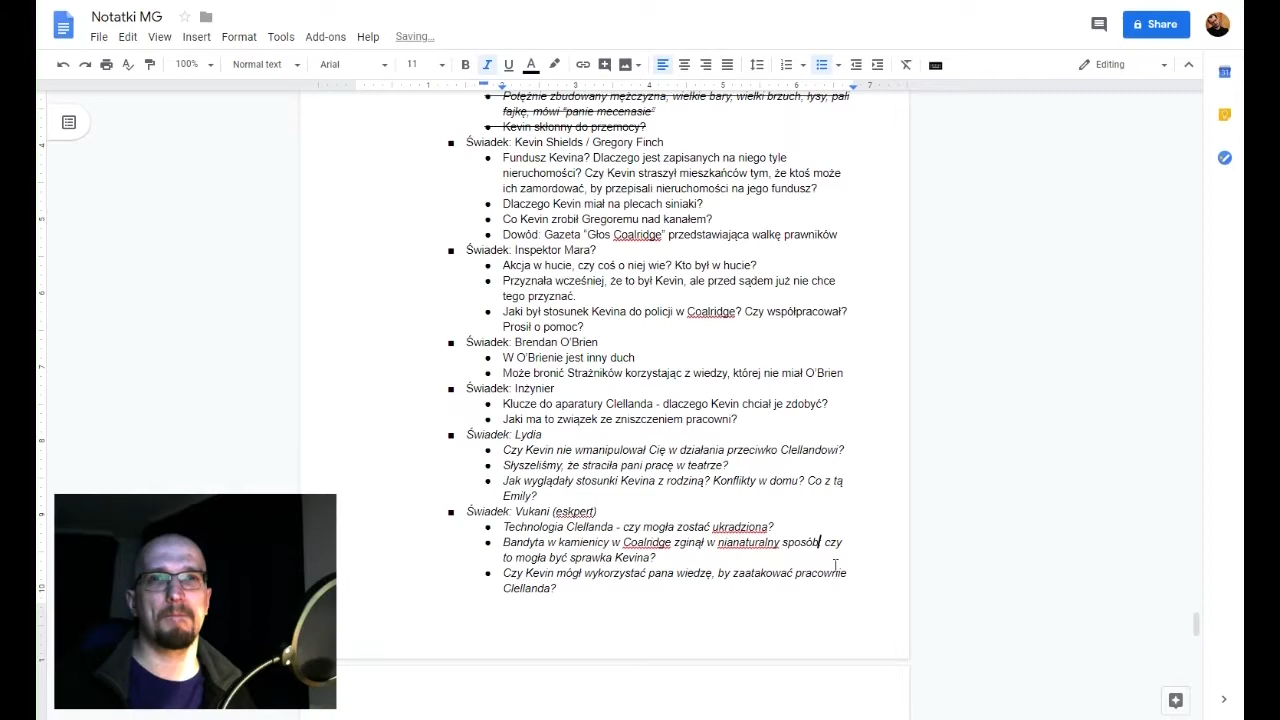 Notatki MG
File Edit View Insert Format Tools Add-ons Help Saving...
Share
100% Normal text Arial 11 B I U A Editing
1 2 3 4 5 6 7
Potężnie zbudowany mężczyzna, wielkie bary, wielki brzuch, łysy, pali
fajkę, mówi "panie mecenasie"
Kevin skłonny do przemocy?
Świadek: Kevin Shields / Gregory Finch
Fundusz Kevina? Dlaczego jest zapisanych na niego tyle
nieruchomości? Czy Kevin straszył mieszkańców tym, że ktoś może
ich zamordować, by przepisali nieruchomości na jego fundusz?
Dlaczego Kevin miał na plecach siniaki?
Co Kevin zrobił Gregoremu nad kanałem?
Dowód: Gazeta "Głos Coalridge" przedstawiająca walkę prawników
Świadek: Inspektor Mara?
Akcja w hucie, czy coś o niej wie? Kto był w hucie?
Przyznała wcześniej, że to był Kevin, ale przed sądem już nie chce
tego przyznać.
Jaki był stosunek Kevina do policji w Coalridge? Czy współpracował?
Prosił o pomoc?
Świadek: Brendan O'Brien
W O'Brienie jest inny duch
Może bronić Strażników korzystając z wiedzy, której nie miał O'Brien
Świadek: Inżynier
Klucze do aparatury Clellanda - dlaczego Kevin chciał je zdobyć?
Jaki ma to związek ze zniszczeniem pracowni?
Świadek: Lydia
Czy Kevin nie wmanipulował Cię w działania przeciwko Clellandowi?
Słyszeliśmy, że straciła pani pracę w teatrze?
Jak wyglądały stosunki Kevina z rodziną? Konflikty w domu? Co z tą
Emily?
Świadek: Vukani (eskpert)
Technologia Clellanda - czy mogła zostać ukradziona?
Bandyta w kamienicy w Coalridge zginął w nianaturalny sposób czy
to mogła być sprawka Kevina?
Czy Kevin mógł wykorzystać pana wiedzę, by zaatakować pracownie
Clellanda?